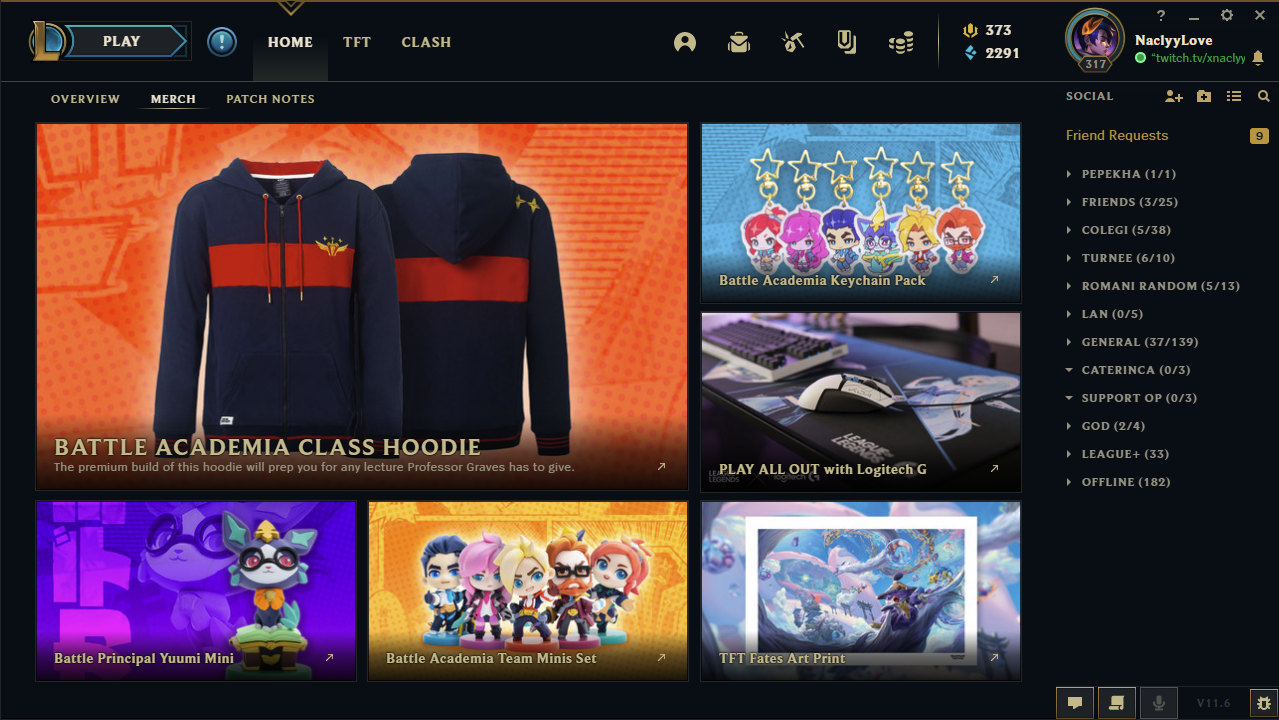 PLAY
HOME
TFT
CLASH
373
2291
317
NaclyyLove
"twitch.tv/xnaclyy
OVERVIEW
MERCH
PATCH NOTES
SOCIAL
Friend Requests
9
PEPEKHA (1/1)
FRIENDS (3/25)
COLEGI (5/38)
TURNEE (6/10)
ROMANI RANDOM (5/13)
LAN (0/5)
GENERAL (37/139)
CATERINCA (0/3)
SUPPORT OP (0/3)
GOD (2/4)
LEAGUE+ (33)
OFFLINE (182)
BATTLE ACADEMIA CLASS HOODIE
The premium build of this hoodie will prep you for any lecture Professor Graves has to give.
Battle Academia Keychain Pack
LEAGUE OF
LEGENDS
PLAY ALL OUT with Logitech G
LEGENDS
logitech G
Battle Principal Yuumi Mini
Battle Academia Team Minis Set
TFT Fates Art Print
V11.6